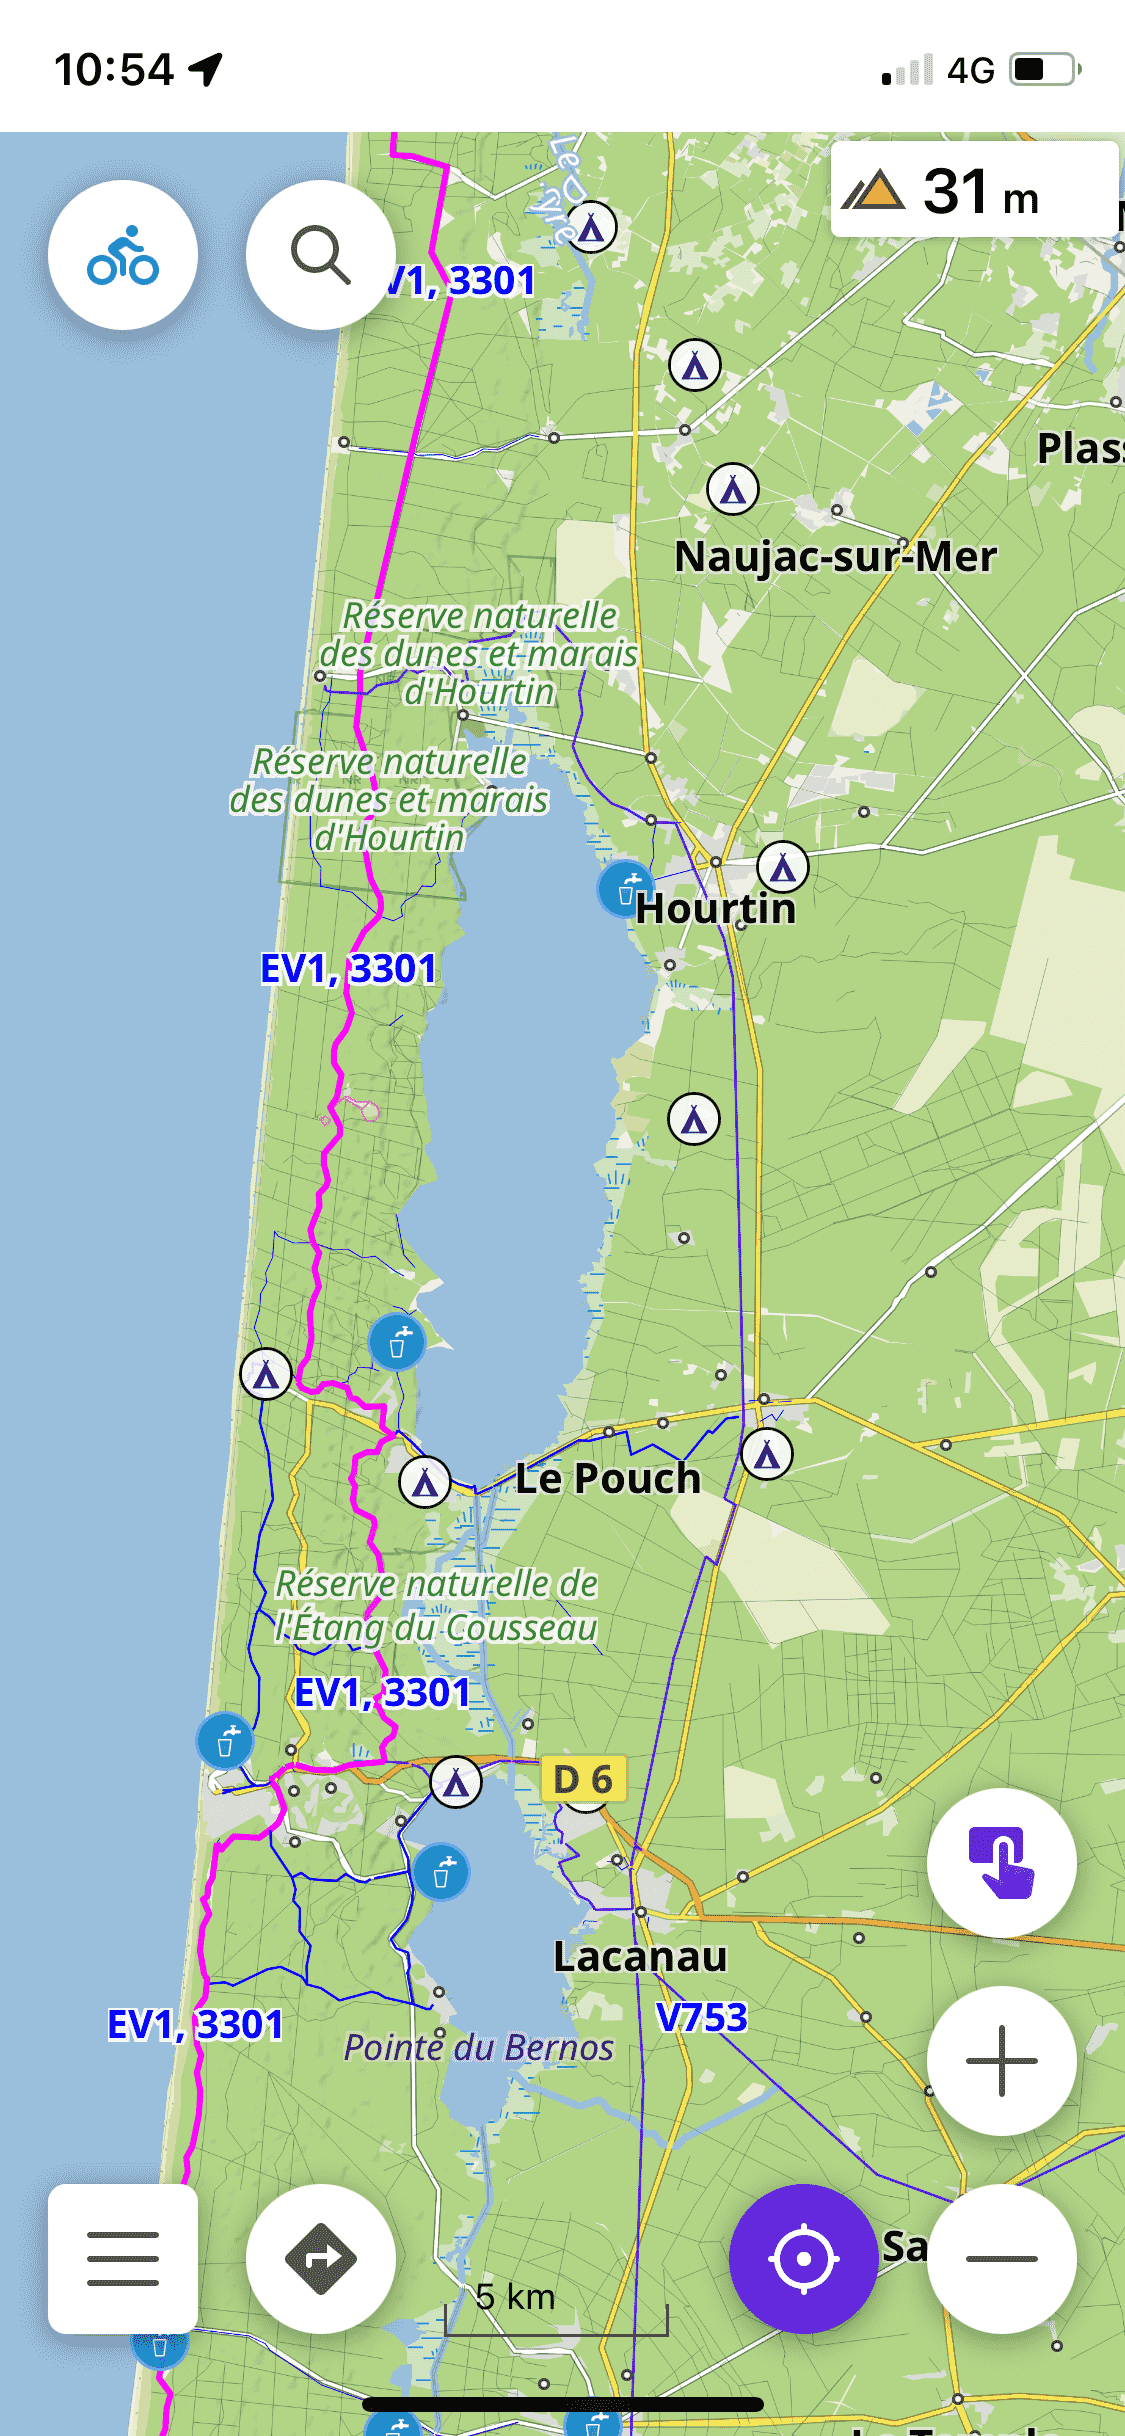 10:54
4G
31 m
Le Dyre
V1, 3301
Plass
Naujac-sur-Mer
Réserve naturelle
des dunes et marais
d'Hourtin
Réserve naturelle
des dunes et marais
d'Hourtin
Hourtin
EV1, 3301
Le Pouch
Réserve naturelle de
l'Étang du Cousseau
EV1, 3301
D 6
Lacanau
EV1, 3301
V753
Pointe du Bernos
Sa
5 km